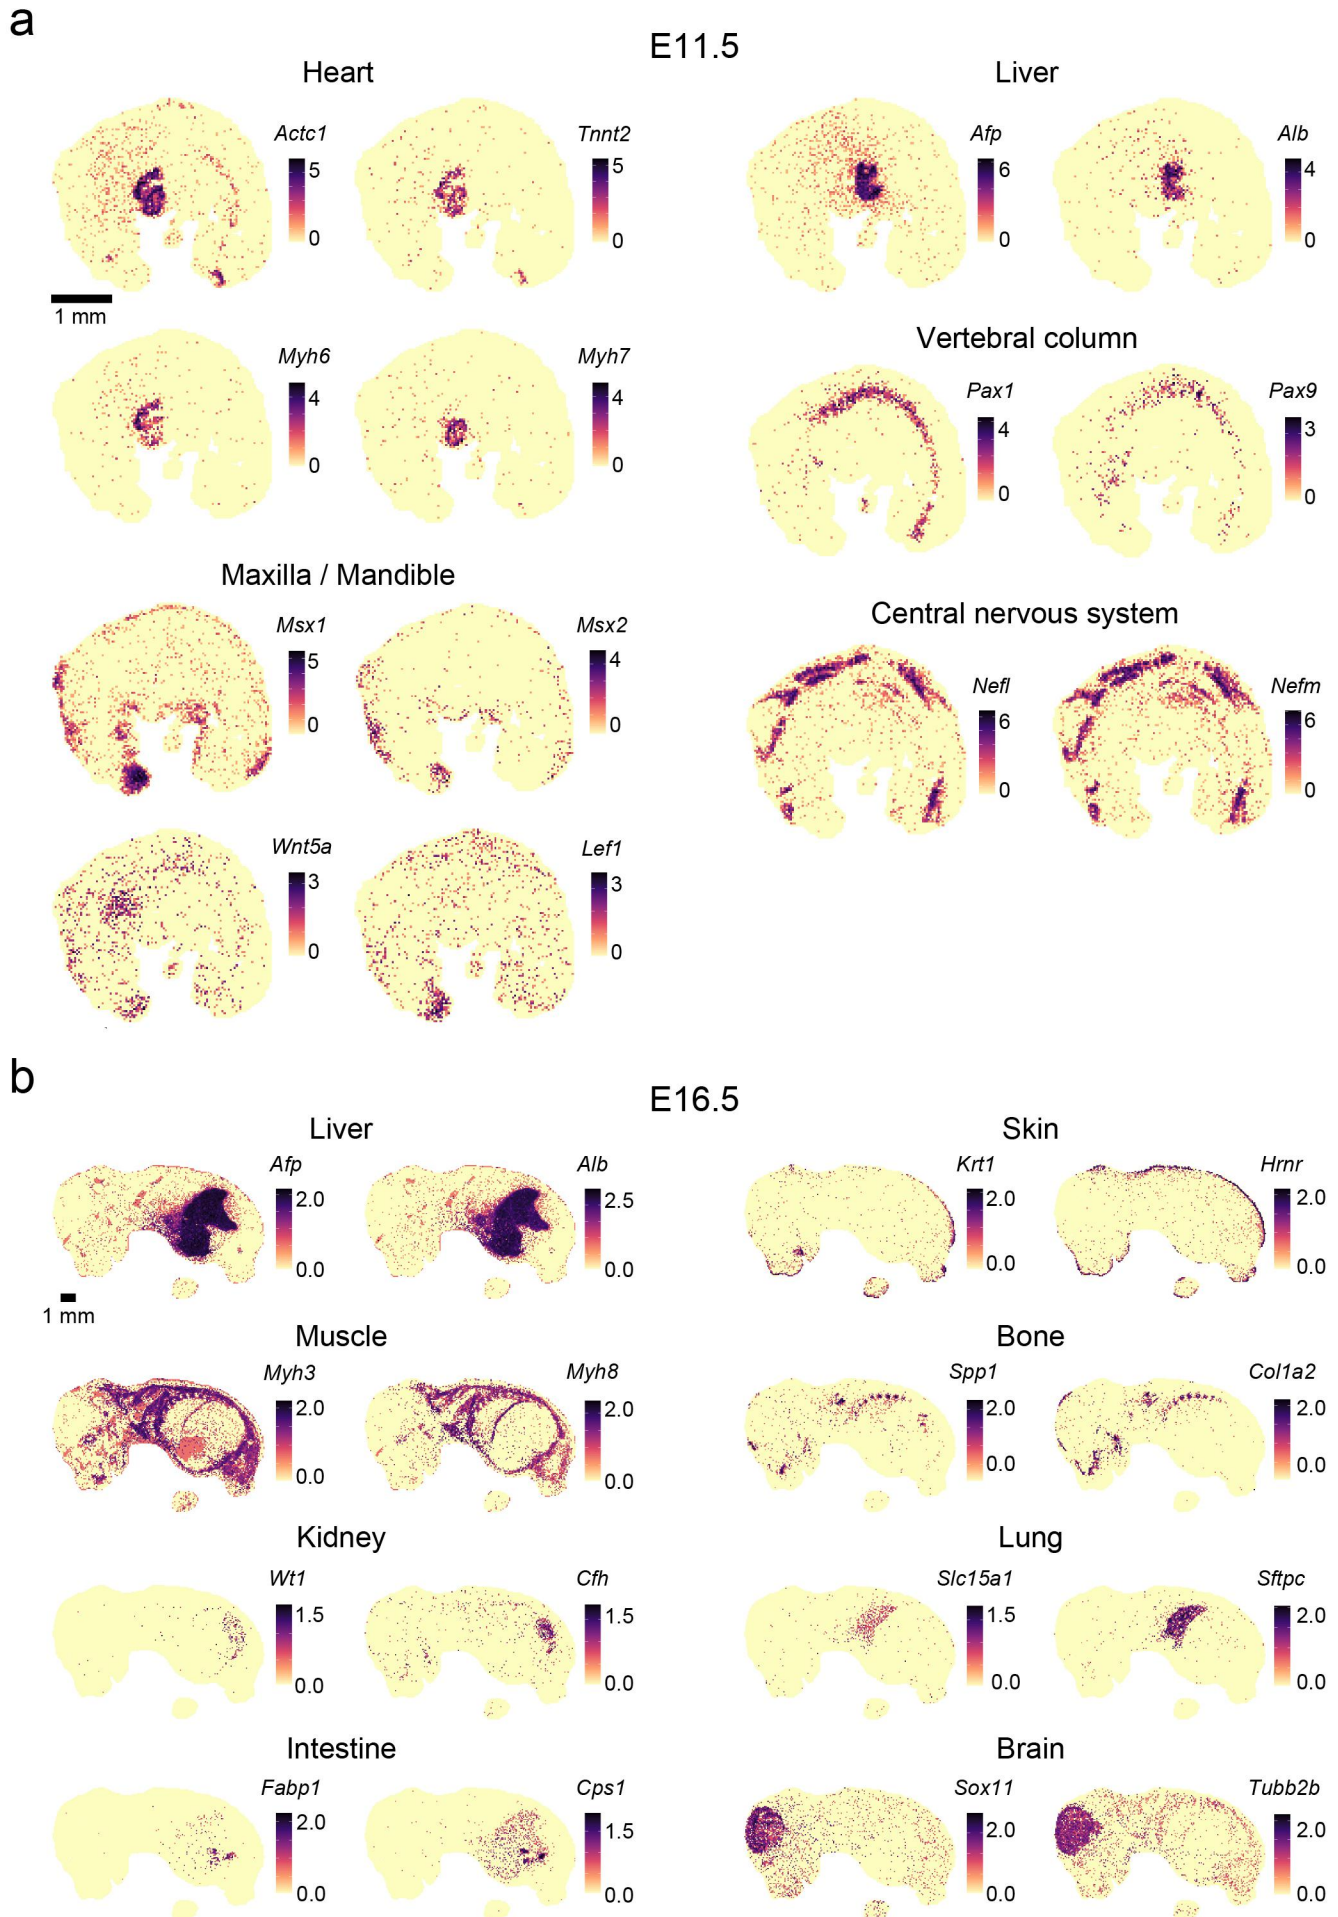 a
E11.5
Heart
Liver
Actc1
5
0
Tnnt2
5
0
Afp
6
0
Alb
4
0
1 mm
Myh6
4
0
Myh7
4
0
Vertebral column
Pax1
4
0
Pax9
3
0
Maxilla / Mandible
Msx1
5
0
Msx2
4
0
Central nervous system
Nefl
6
0
Nefm
6
0
Wnt5a
3
0
Lef1
3
0
b
E16.5
Liver
Skin
Afp
2.0
0.0
Alb
2.5
0.0
Krt1
2.0
0.0
Hrnr
2.0
0.0
1 mm
Muscle
Bone
Myh3
2.0
0.0
Myh8
2.0
0.0
Spp1
2.0
0.0
Col1a2
2.0
0.0
Kidney
Lung
Wt1
1.5
0.0
Cfh
1.5
0.0
Slc15a1
1.5
0.0
Sftpc
2.0
0.0
Intestine
Brain
Fabp1
2.0
0.0
Cps1
1.5
0.0
Sox11
2.0
0.0
Tubb2b
2.0
0.0